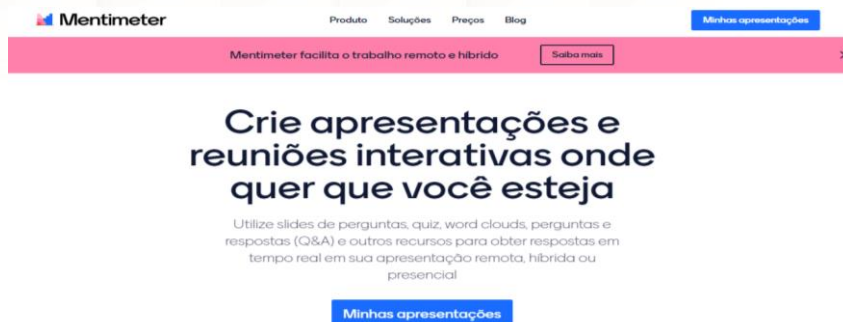 Mentimeter
Produto Soluções Preços Blog
Minhas apresentações
Mentimeter facilita o trabalho remoto e híbrido
Saiba mais
Crie apresentações e
reuniões interativas onde
quer que você esteja
Utilize slides de perguntas, quiz, word clouds, perguntas e
respostas (Q&A) e outros recursos para obter respostas em
tempo real em sua apresentação remota, híbrida ou
presencial
Minhas apresentações